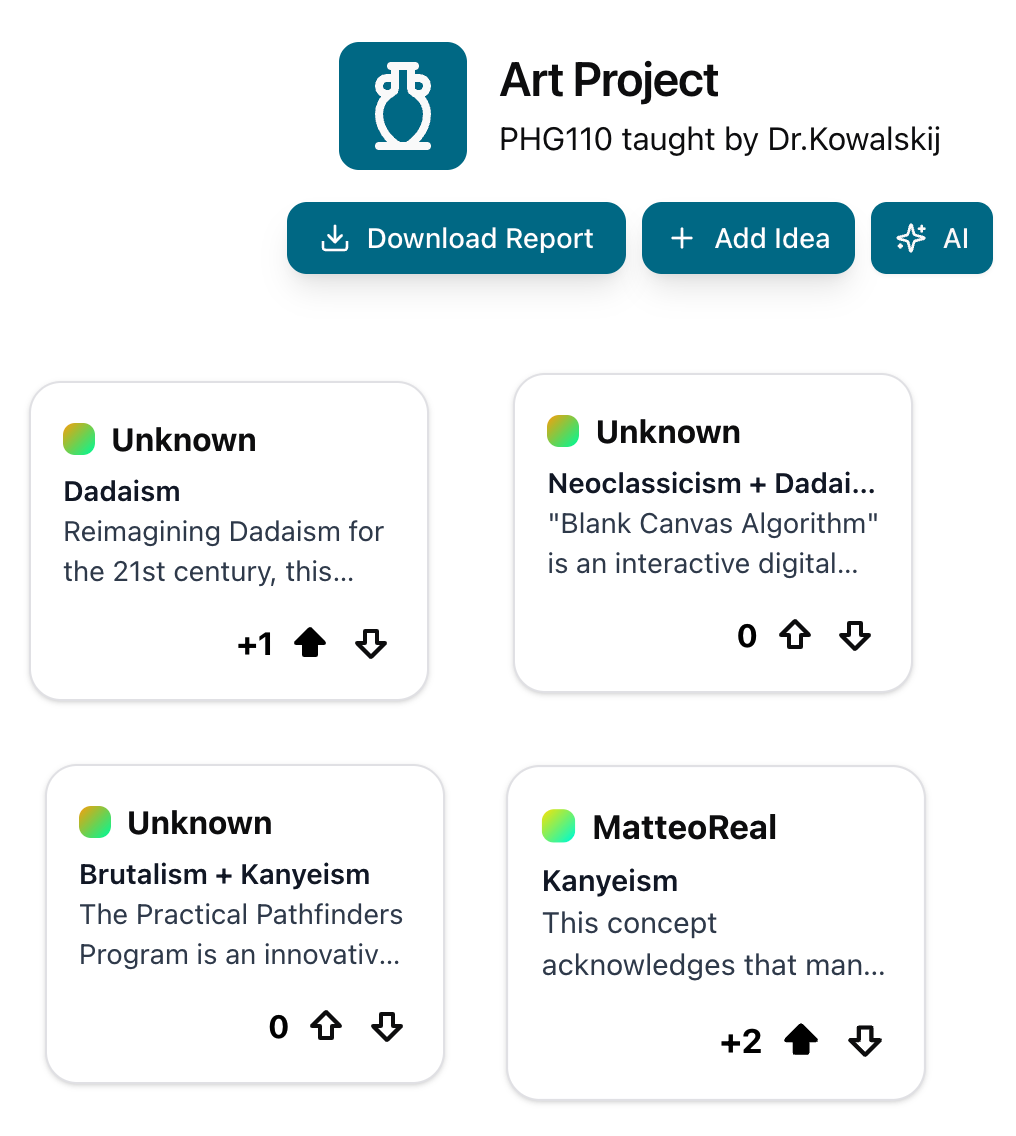 Art Project
PHG110 taught by Dr.Kowalskij
Download Report
Add Idea
AI
Unknown
Dadaism
Reimagining Dadaism for
the 21st century, this...
+1
Unknown
Neoclassicism + Dadai...
"Blank Canvas Algorithm"
is an interactive digital...
0
Unknown
Brutalism + Kanyeism
The Practical Pathfinders
Program is an innovativ...
0
MatteoReal
Kanyeism
This concept
acknowledges that man...
+2